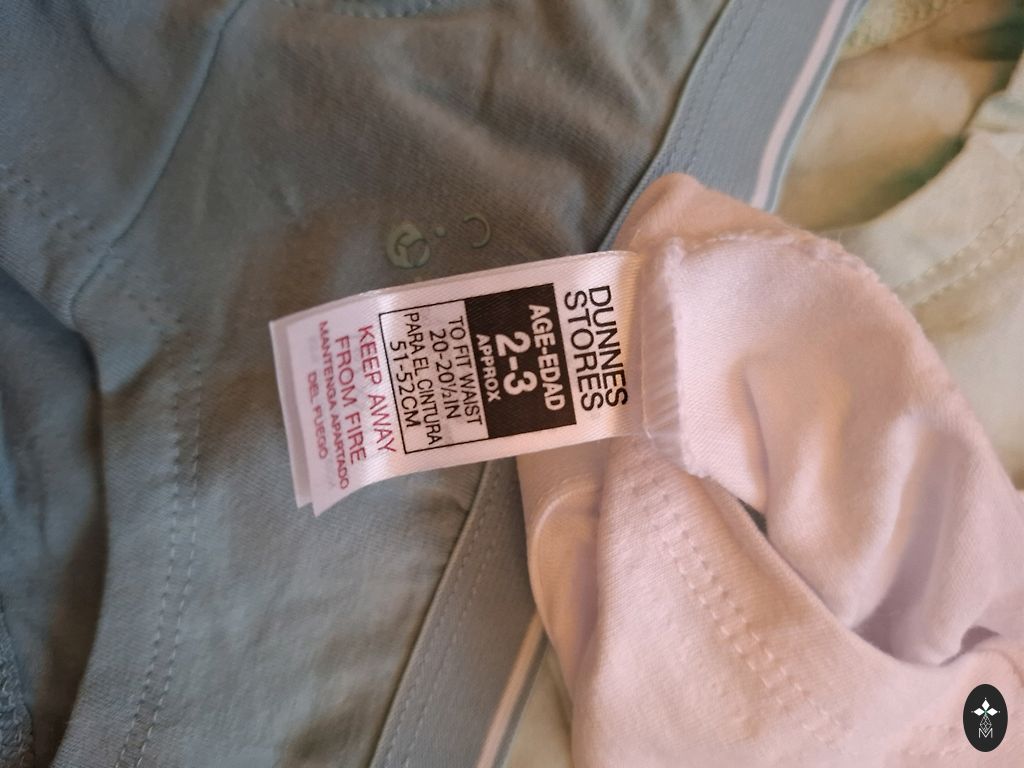 DUNNES
STORES
AGE-EDAD
2-3
APPROX
TO FIT WAIST
20-20½IN
PARA EL CINTURA
51-52CM
KEEP AWAY
FROM FIRE
MANTENGA APARTADO
DEL FUEGO
M